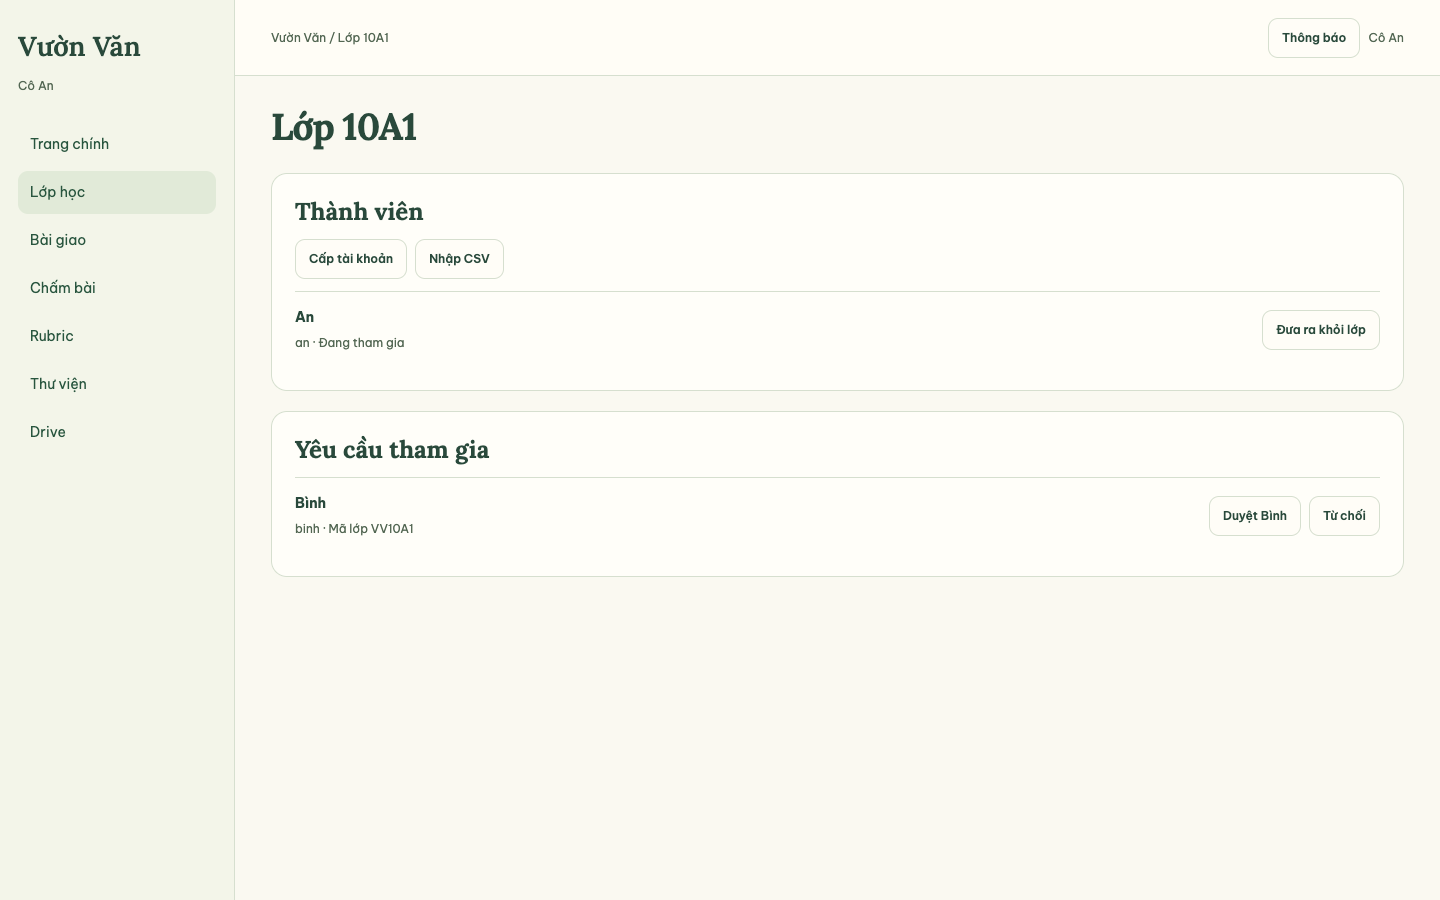 Vườn Văn
Cô An
Trang chính
Lớp học
Bài giao
Chấm bài
Rubric
Thư viện
Drive
Vườn Văn / Lớp 10A1
Thông báo
Cô An
Lớp 10A1
Thành viên
Cấp tài khoản
Nhập CSV
An
an · Đang tham gia
Đưa ra khỏi lớp
Yêu cầu tham gia
Bình
binh · Mã lớp VV10A1
Duyệt Bình
Từ chối